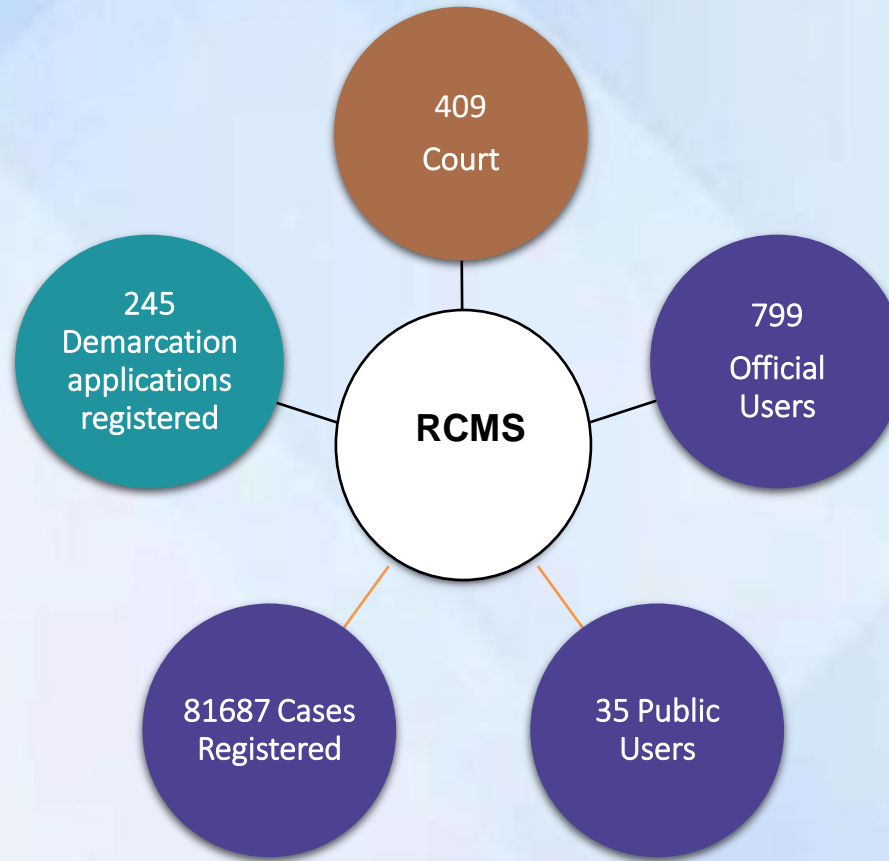 409
Court
245
Demarcation
applications
registered
799
Official
Users
RCMS
81687 Cases
Registered
35 Public
Users